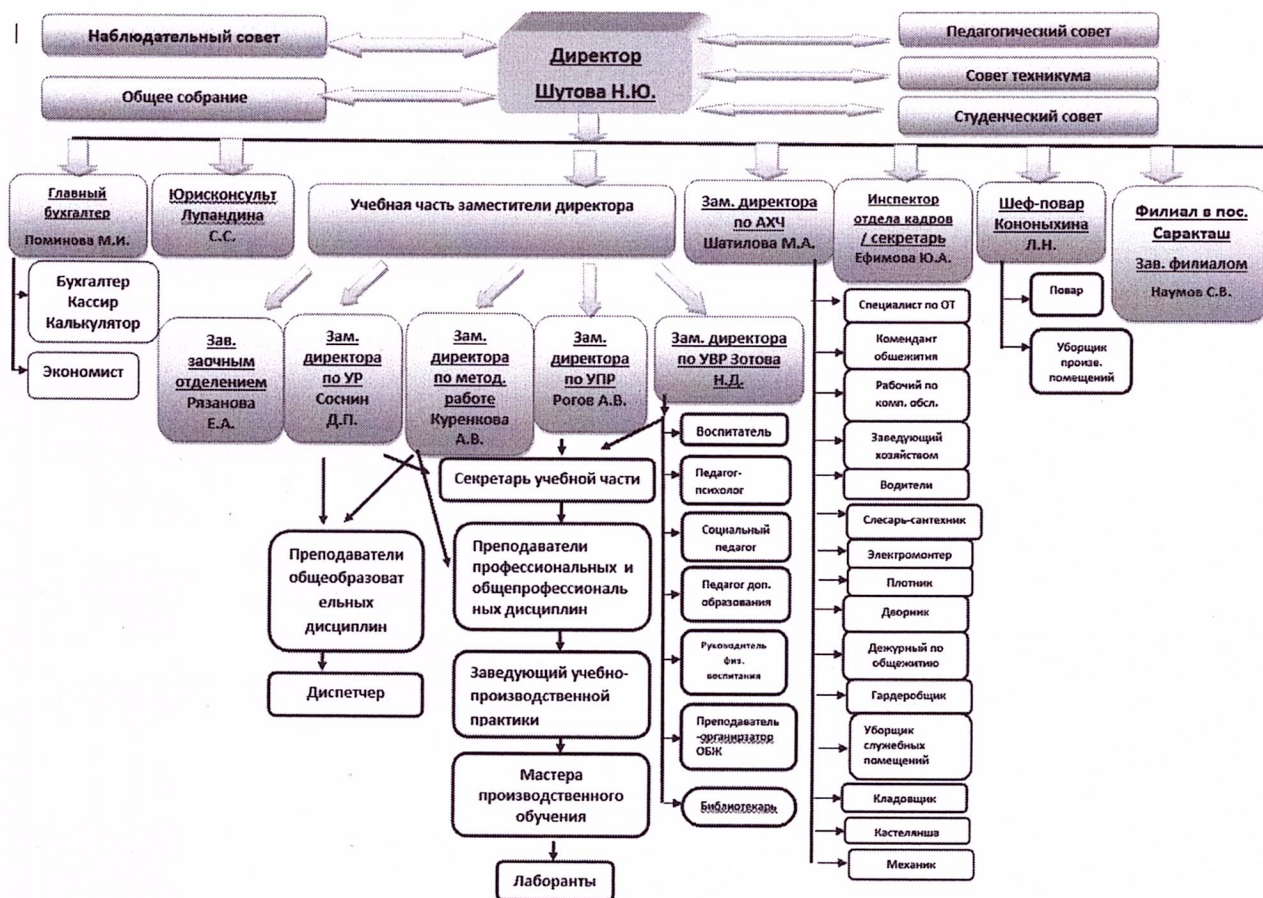 Наблюдательный совет
Общее собрание
Директор
Шутова Н.Ю.
Педагогический совет
Совет техникума
Студенческий совет
Главный
бухгалтер
Поминова М.И.
Юрисконсульт
Лупандина
С.С.
Учебная часть заместители директора
Зам. директора
по АХЧ
Шатилова М.А.
Инспектор
отдела кадров
/ секретарь
Ефимова Ю.А.
Шеф-повар
Кононыхина
Л.Н.
Филиал в пос.
Саракташ
Зав. филиалом
Наумов С.В.
Бухгалтер
Кассир
Калькулятор
Экономист
Зав.
заочным
отделением
Рязанова
Е.А.
Зам.
директора
по УР
Соснин
Д.П.
Зам.
директора
по метод.
работе
Куренкова
А.В.
Зам.
директора
по УПР
Рогов А.В.
Зам. директора
по УВР Зотова
Н.Д.
Секретарь учебной части
Преподаватели
общеобразоват
ельных
дисциплин
Диспетчер
Преподаватели
профессиональных и
общепрофессиональ
ных дисциплин
Заведующий учебно-
производственной
практики
Мастера
производственного
обучения
Лаборанты
Воспитатель
Педагог-
психолог
Социальный
педагог
Педагог доп.
образования
Руководитель
физ.
воспитания
Преподаватель
-организатор
ОБЖ
Библиотекарь
Специалист по ОТ
Комендант
общежития
Рабочий по
комп. обсл.
Заведующий
хозяйством
Водители
Слесарь-сантехник
Электромонтер
Плотник
Дворник
Дежурный по
общежитию
Гардеробщик
Уборщик
служебных
помещений
Кладовщик
Кастелянша
Механик
Повар
Уборщик
произв.
помещений